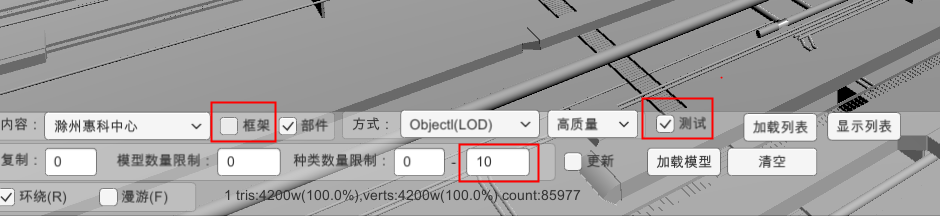 内容： 滁州惠科中心 框架 部件 方式： Objectl(LOD) 高质量 测试 加载列表 显示列表
复制： 0 模型数量限制： 0 种类数量限制： 0 - 10 更新 加载模型 清空
环绕(R) 漫游(F) 1 tris:4200w(100.0%),verts:4200w(100.0%) count:85977